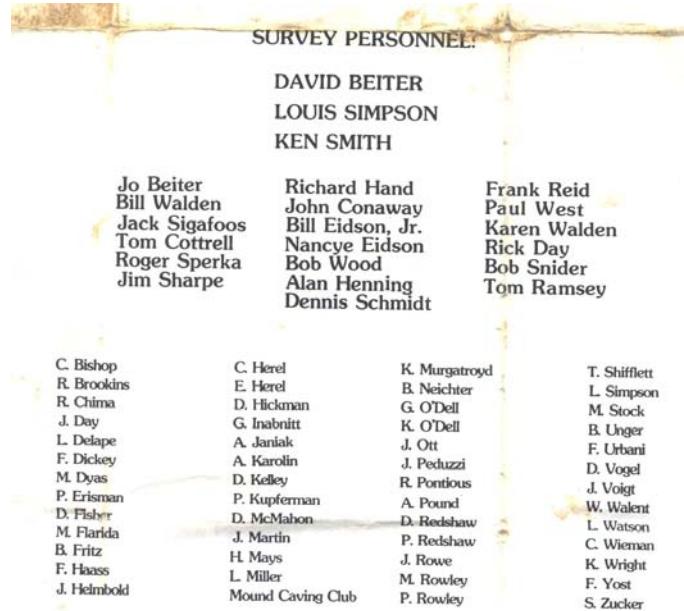 SURVEY PERSONNEL:
DAVID BEITER
LOUIS SIMPSON
KEN SMITH
Jo Beiter
Bill Walden
Jack Sigafoos
Tom Cottrell
Roger Sperka
Jim Sharpe
Richard Hand
John Conaway
Bill Eidson, Jr.
Nancye Eidson
Bob Wood
Alan Henning
Dennis Schmidt
Frank Reid
Paul West
Karen Walden
Rick Day
Bob Snider
Tom Ramsey
C. Bishop
R. Brookins
R. Chima
J. Day
L. Delape
F. Dickey
M. Dyas
P. Erisman
D. Fisher
M. Flarida
B. Fritz
F. Haass
J. Helmbold
C. Herel
E. Herel
D. Hickman
G. Inabnitt
A. Janiak
A. Karolin
D. Kelley
P. Kupferman
D. McMahon
J. Martin
H. Mays
L. Miller
Mound Caving Club
K. Murgatroyd
B. Neichter
G. O'Dell
K. O'Dell
J. Ott
J. Peduzzi
R. Pontious
A. Pound
D. Redshaw
P. Redshaw
J. Rowe
M. Rowley
P. Rowley
T. Shifflett
L. Simpson
M. Stock
B. Unger
F. Urbani
D. Vogel
J. Voigt
W. Walent
L. Watson
C. Wieman
K. Wright
F. Yost
S. Zucker